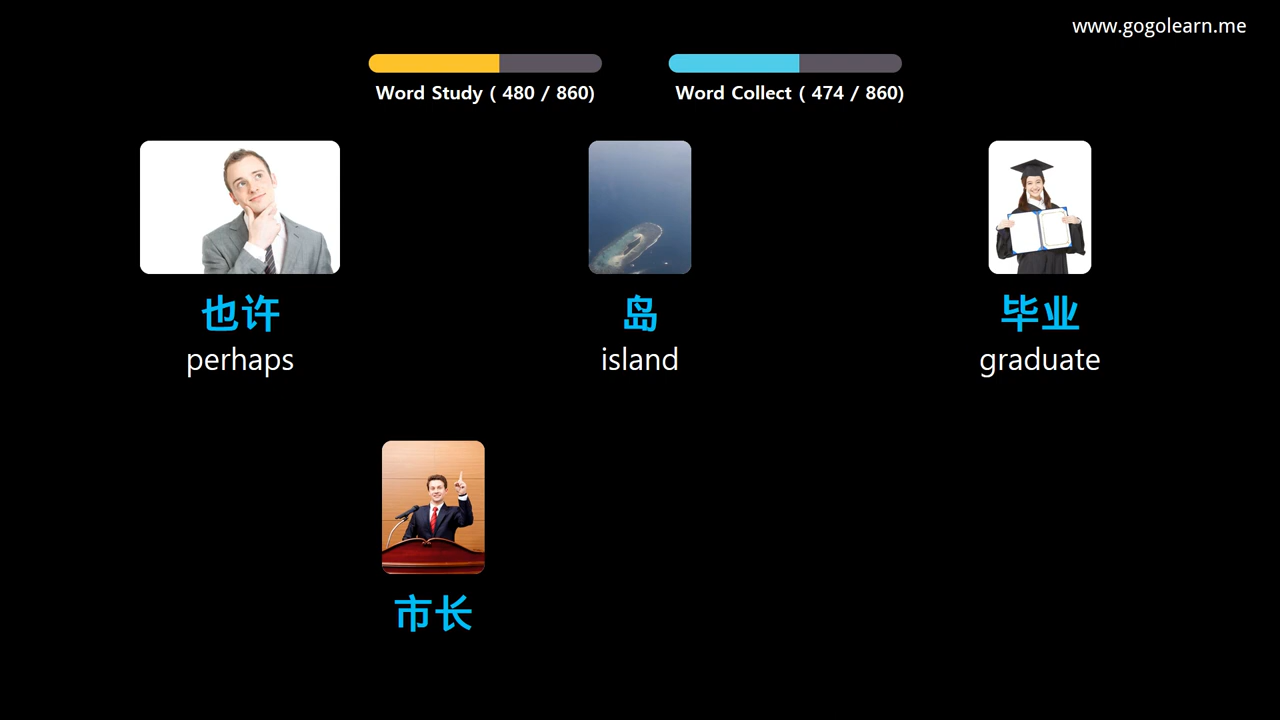 www.gogolearn.me
Word Study ( 480 / 860)
Word Collect ( 474 / 860)
也许
perhaps
岛
island
毕业
graduate
市长